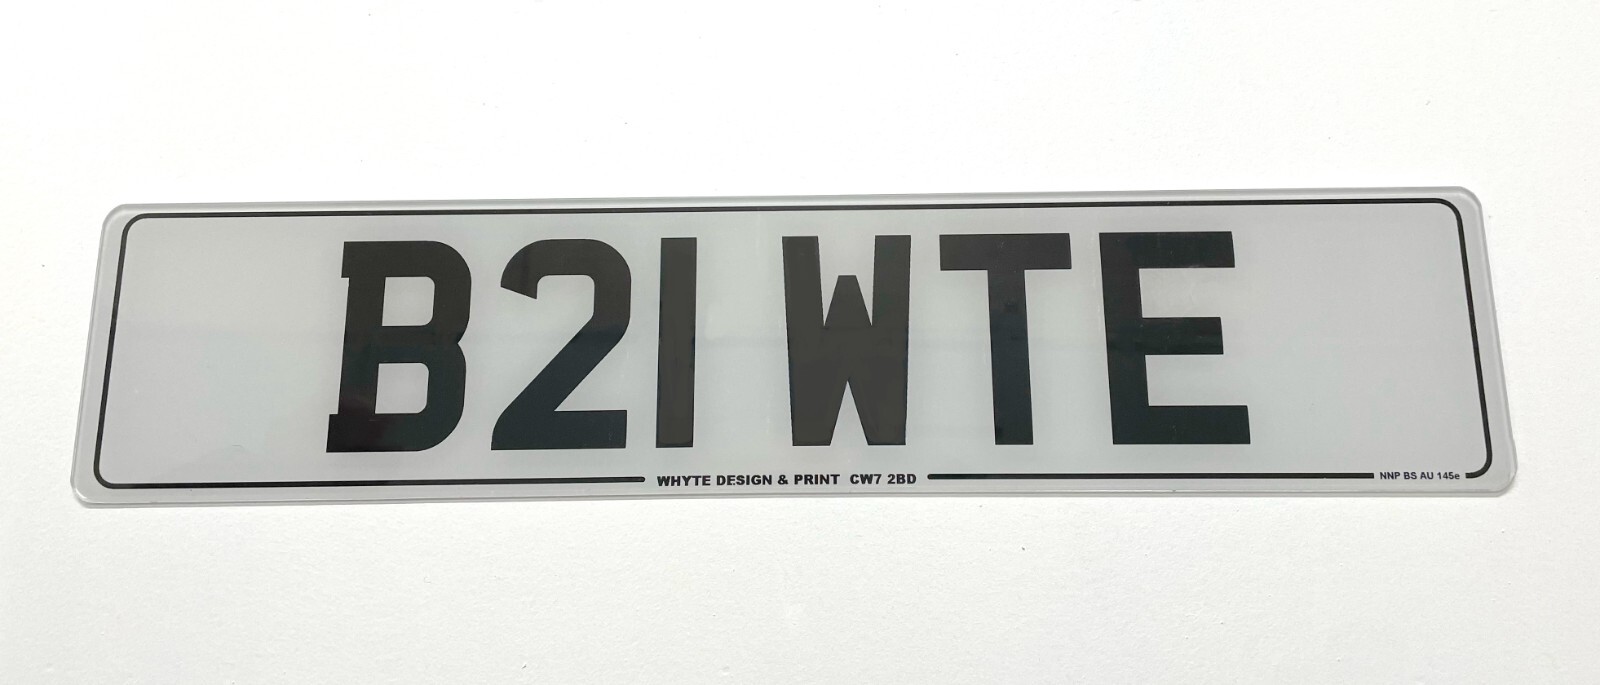 B21 WTE
WHYTE DESIGN & PRINT CW7 2BD
NNP BS AU 145e